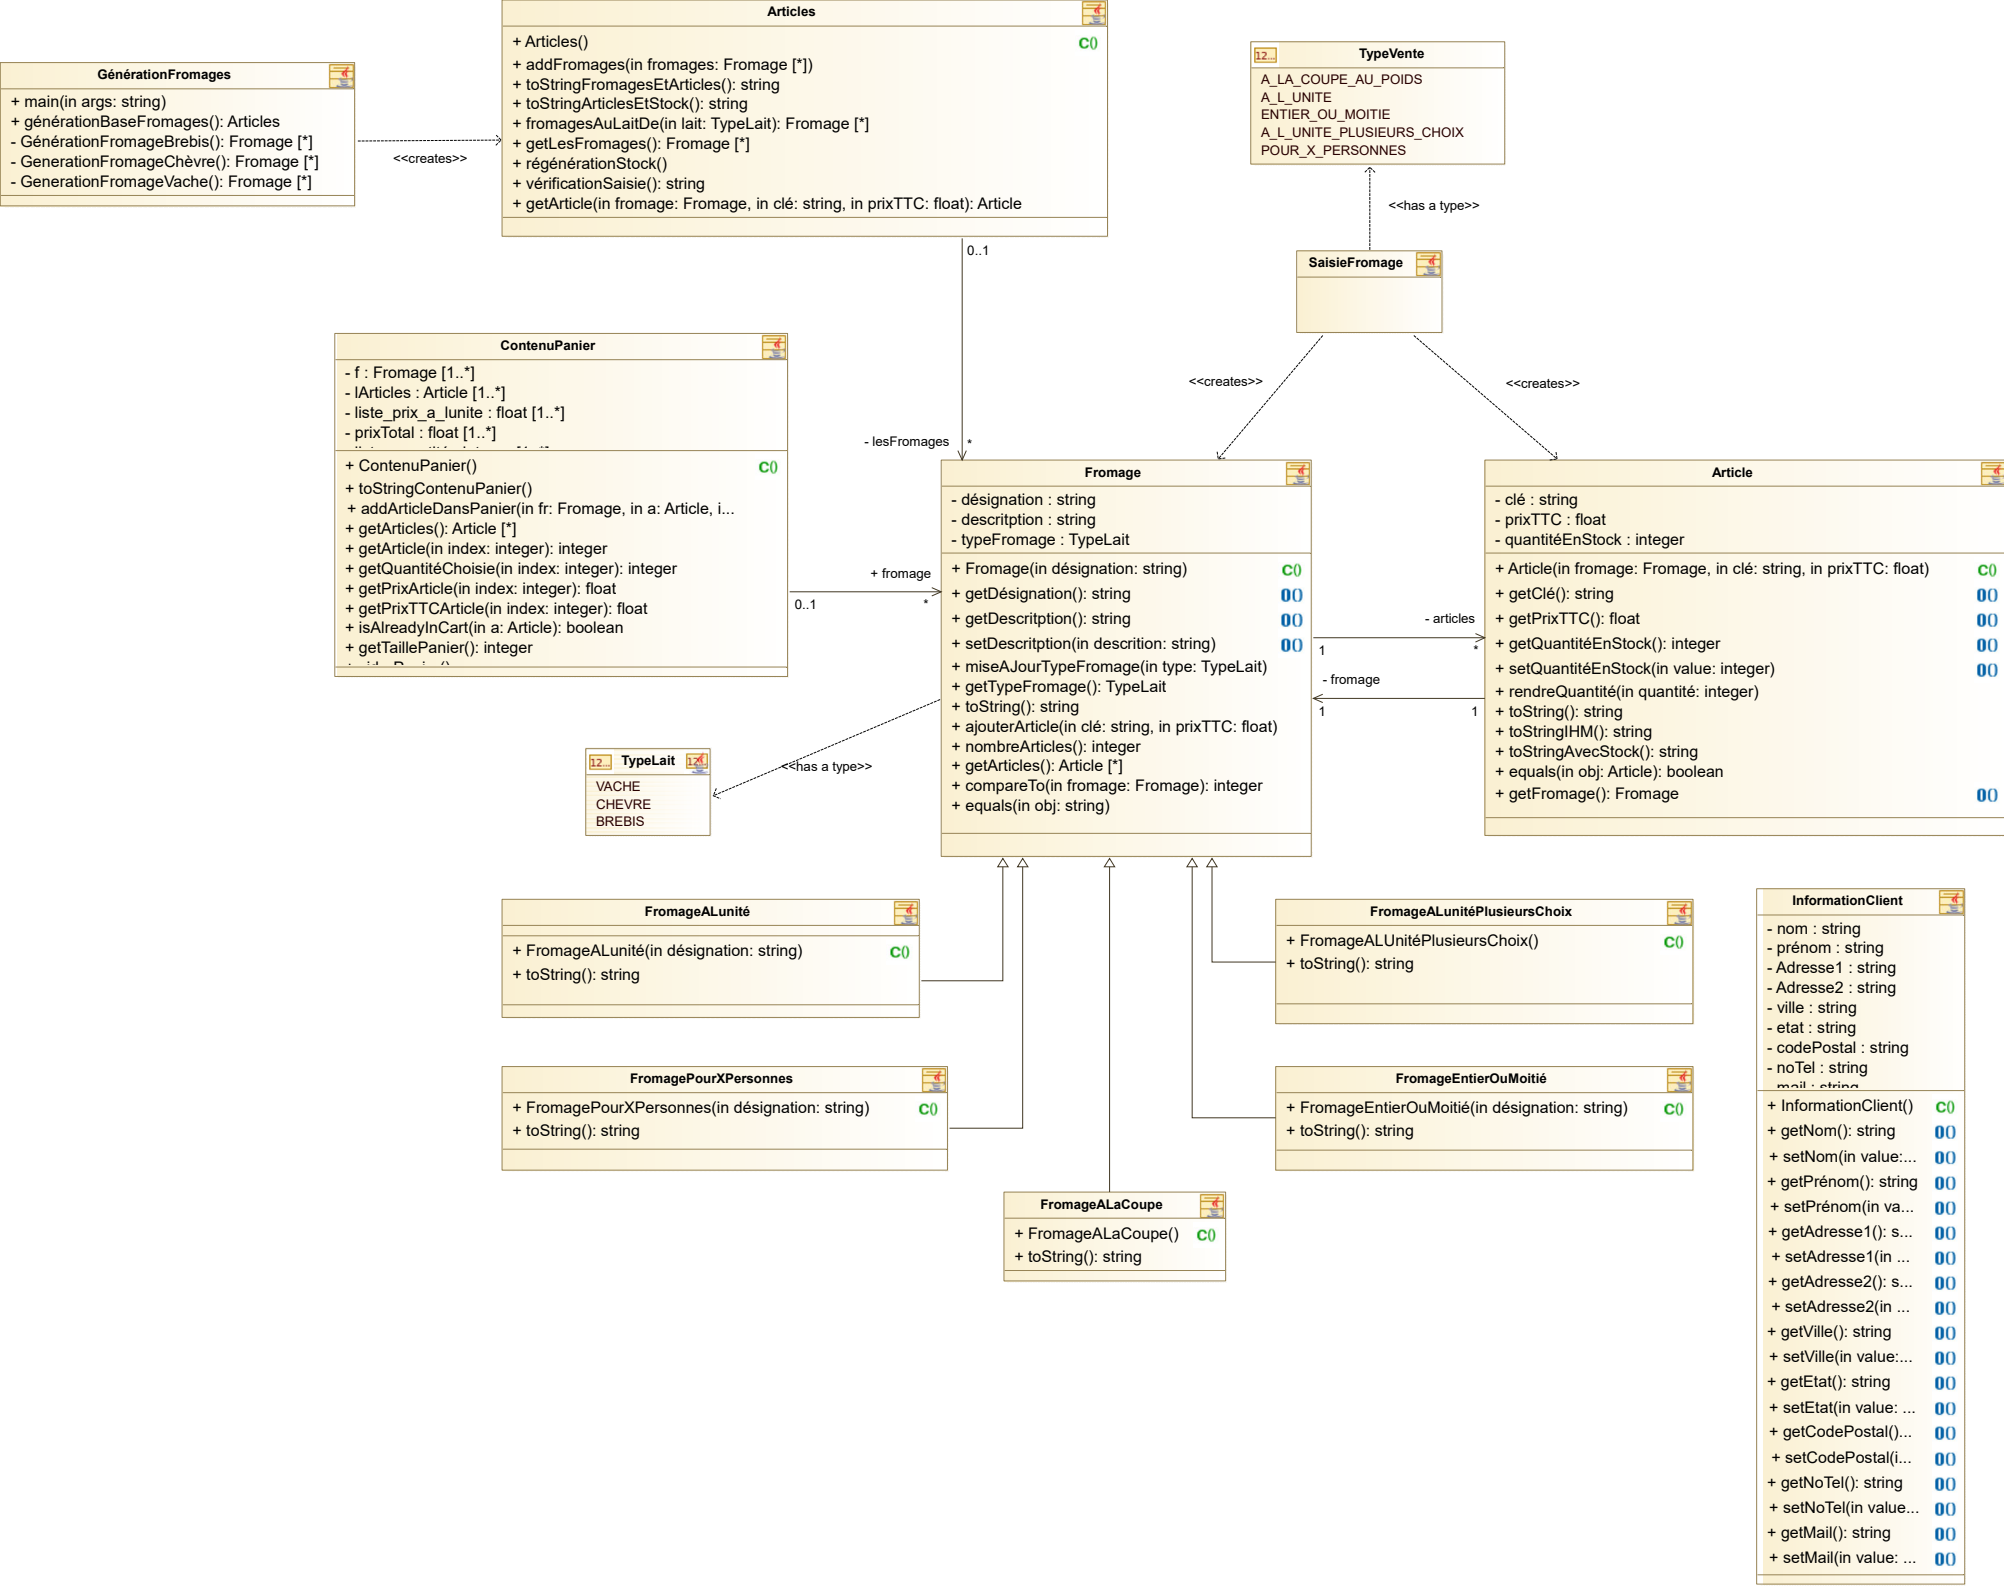 Articles
+ Articles()
+ addFromages(in fromages: Fromage [*])
+ toStringFromagesEtArticles(): string
+ toStringArticlesEtStock(): string
+ fromagesAuLaitDe(in lait: TypeLait): Fromage [*]
+ getLesFromages(): Fromage [*]
+ régénérationStock()
+ vérificationSaisie(): string
+ getArticle(in fromage: Fromage, in clé: string, in prixTTC: float): Article
GénérationFromages
+ main(in args: string)
+ générationBaseFromages(): Articles
- GénérationFromageBrebis(): Fromage [*]
- GenerationFromageChèvre(): Fromage [*]
- GenerationFromageVache(): Fromage [*]
<<creates>>
TypeVente
A_LA_COUPE_AU_POIDS
A_L_UNITE
ENTIER_OU_MOITIE
A_L_UNITE_PLUSIEURS_CHOIX
POUR_X_PERSONNES
<<has a type>>
SaisieFromage
<<creates>>
<<creates>>
0..1
- lesFromages
*
ContenuPanier
- f : Fromage [1..*]
- lArticles : Article [1..*]
- liste_prix_a_lunite : float [1..*]
- prixTotal : float [1..*]
+ ContenuPanier()
+ toStringContenuPanier()
+ addArticleDansPanier(in fr: Fromage, in a: Article, i...
+ getArticles(): Article [*]
+ getArticle(in index: integer): integer
+ getQuantitéChoisie(in index: integer): integer
+ getPrixArticle(in index: integer): float
+ getPrixTTCArticle(in index: integer): float
+ isAlreadyInCart(in a: Article): boolean
+ getTaillePanier(): integer
+ fromage
0..1
*
Fromage
- désignation : string
- descritption : string
- typeFromage : TypeLait
+ Fromage(in désignation: string)
+ getDésignation(): string
+ getDescritption(): string
+ setDescritption(in descrition: string)
+ miseAJourTypeFromage(in type: TypeLait)
+ getTypeFromage(): TypeLait
+ toString(): string
+ ajouterArticle(in clé: string, in prixTTC: float)
+ nombreArticles(): integer
+ getArticles(): Article [*]
+ compareTo(in fromage: Fromage): integer
+ equals(in obj: string)
- articles
1
*
- fromage
1
1
Article
- clé : string
- prixTTC : float
- quantitéEnStock : integer
+ Article(in fromage: Fromage, in clé: string, in prixTTC: float)
+ getClé(): string
+ getPrixTTC(): float
+ getQuantitéEnStock(): integer
+ setQuantitéEnStock(in value: integer)
+ rendreQuantité(in quantité: integer)
+ toString(): string
+ toStringIHM(): string
+ toStringAvecStock(): string
+ equals(in obj: Article): boolean
+ getFromage(): Fromage
TypeLait
VACHE
CHEVRE
BREBIS
<<has a type>>
FromageALunité
+ FromageALunité(in désignation: string)
+ toString(): string
FromageALunitéPlusieursChoix
+ FromageALUnitéPlusieursChoix()
+ toString(): string
FromagePourXPersonnes
+ FromagePourXPersonnes(in désignation: string)
+ toString(): string
FromageEntierOuMoitié
+ FromageEntierOuMoitié(in désignation: string)
+ toString(): string
FromageALaCoupe
+ FromageALaCoupe()
+ toString(): string
InformationClient
- nom : string
- prénom : string
- Adresse1 : string
- Adresse2 : string
- ville : string
- etat : string
- codePostal : string
- noTel : string
- mail : string
+ InformationClient()
+ getNom(): string
+ setNom(in value:...
+ getPrénom(): string
+ setPrénom(in va...
+ getAdresse1(): s...
+ setAdresse1(in ...
+ getAdresse2(): s...
+ setAdresse2(in ...
+ getVille(): string
+ setVille(in value:...
+ getEtat(): string
+ setEtat(in value: ...
+ getCodePostal()...
+ setCodePostal(i...
+ getNoTel(): string
+ setNoTel(in value...
+ getMail(): string
+ setMail(in value: ...